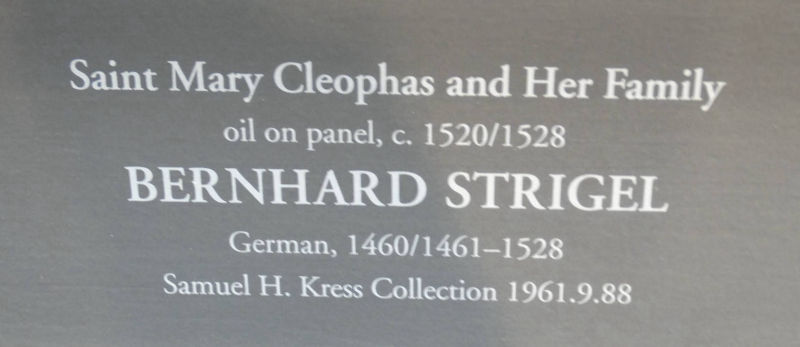 Saint Mary Cleophas and Her Family
oil on panel, c. 1520/1528
BERNHARD STRIGEL
German, 1460/1461–1528
Samuel H. Kress Collection 1961.9.88